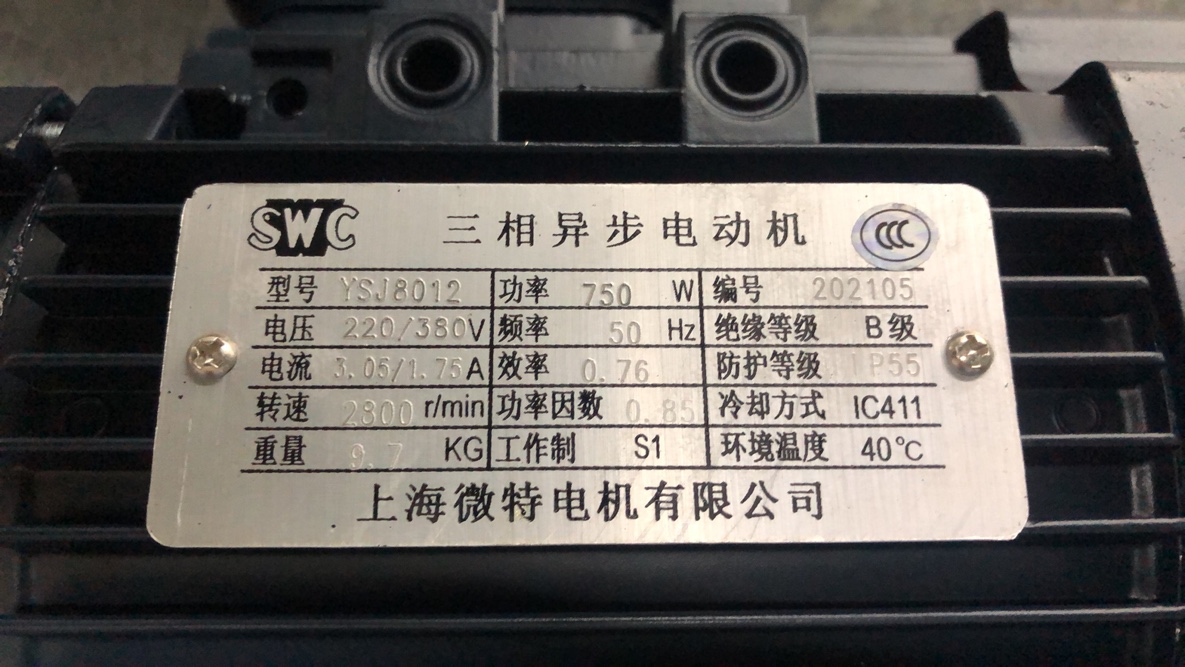 SWC 三相异步电动机 CCC
型号 YSJ8012 功率 750 W 编号 202105
电压 220/380V 频率 50 Hz 绝缘等级 B级
电流 3.05/1.75A 效率 0.76 防护等级 IP55
转速 2800 r/min 功率因数 0.85 冷却方式 IC411
重量 9.7 KG 工作制 S1 环境温度 40℃
上海微特电机有限公司